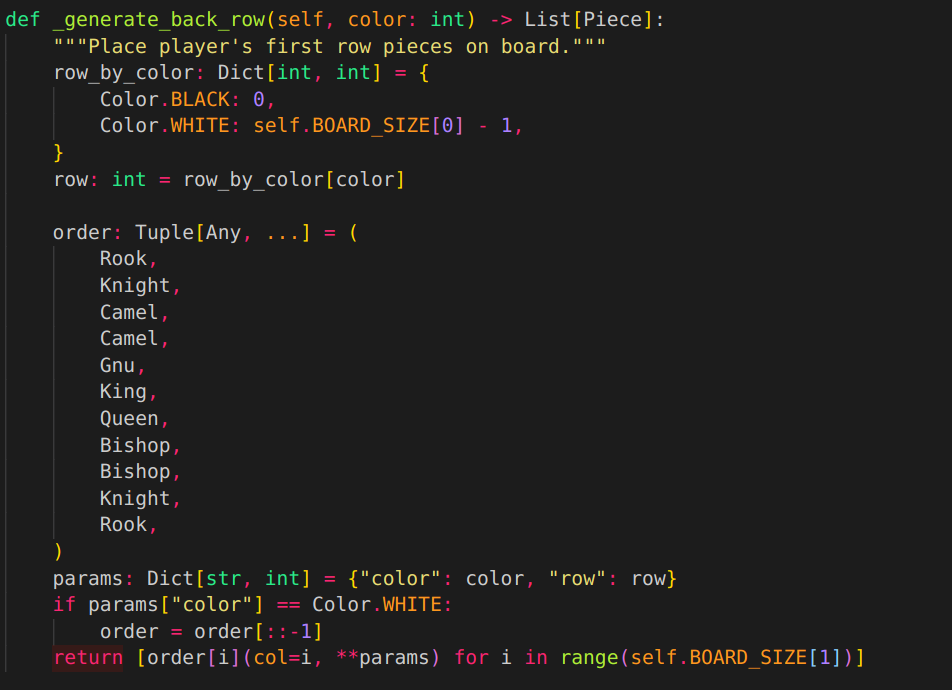 def _generate_back_row(self, color: int) -> List[Piece]:
    """Place player's first row pieces on board."""
    row_by_color: Dict[int, int] = {
        Color.BLACK: 0,
        Color.WHITE: self.BOARD_SIZE[0] - 1,
    }
    row: int = row_by_color[color]

    order: Tuple[Any, ...] = (
        Rook,
        Knight,
        Camel,
        Camel,
        Gnu,
        King,
        Queen,
        Bishop,
        Bishop,
        Knight,
        Rook,
    )
    params: Dict[str, int] = {"color": color, "row": row}
    if params["color"] == Color.WHITE:
        order = order[::-1]
    return [order[i](col=i, **params) for i in range(self.BOARD_SIZE[1])]